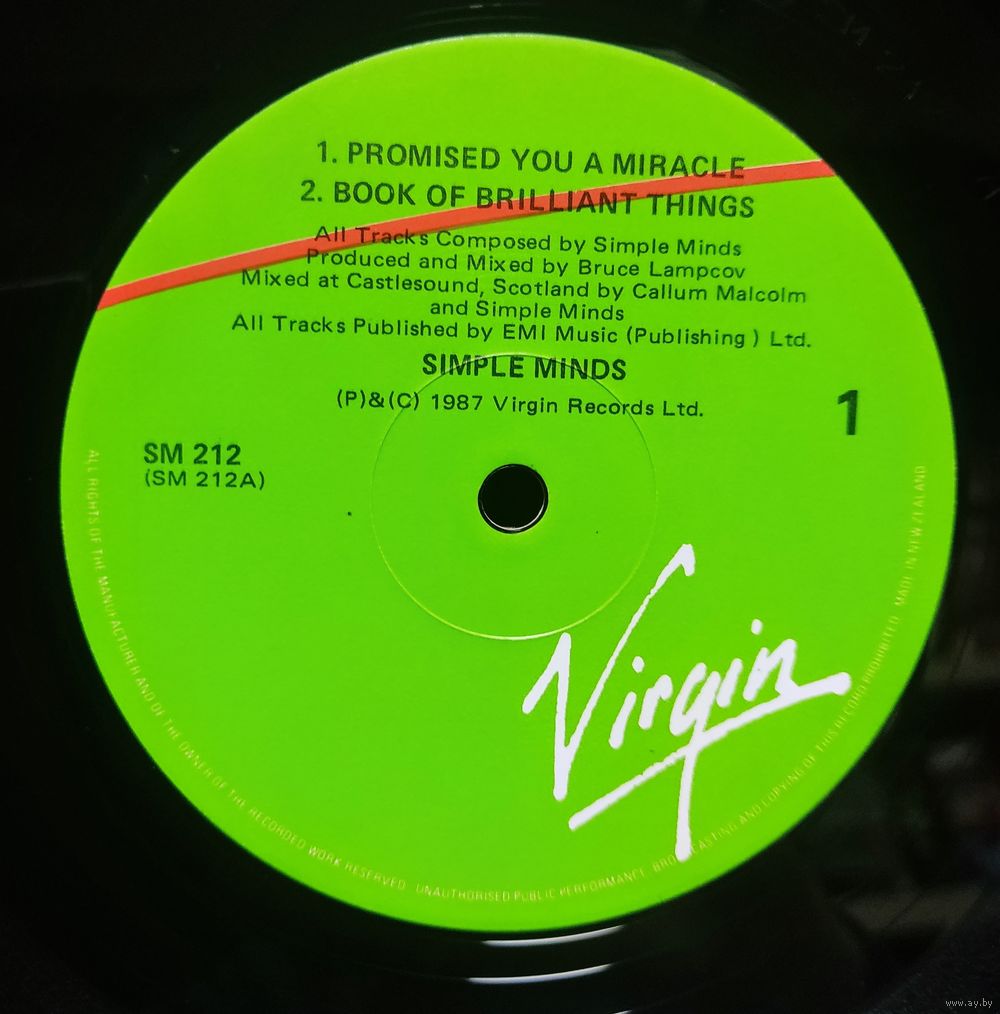 1. PROMISED YOU A MIRACLE
2. BOOK OF BRILLIANT THINGS
All Tracks Composed by Simple Minds
Produced and Mixed by Bruce Lampcov
Mixed at Castlesound, Scotland by Callum Malcolm
and Simple Minds
All Tracks Published by EMI Music (Publishing ) Ltd.
SIMPLE MINDS
(P)&(C) 1987 Virgin Records Ltd.
1
SM 212
(SM 212A)
Virgin
ALL RIGHTS OF THE MANUFACTURER AND OF THE OWNER OF THE RECORDED WORK RESERVED. UNAUTHORISED PUBLIC PERFORMANCE, BROADCASTING AND COPYING OF THIS RECORD PROHIBITED. MADE IN NEW ZEALAND
www.ay.by